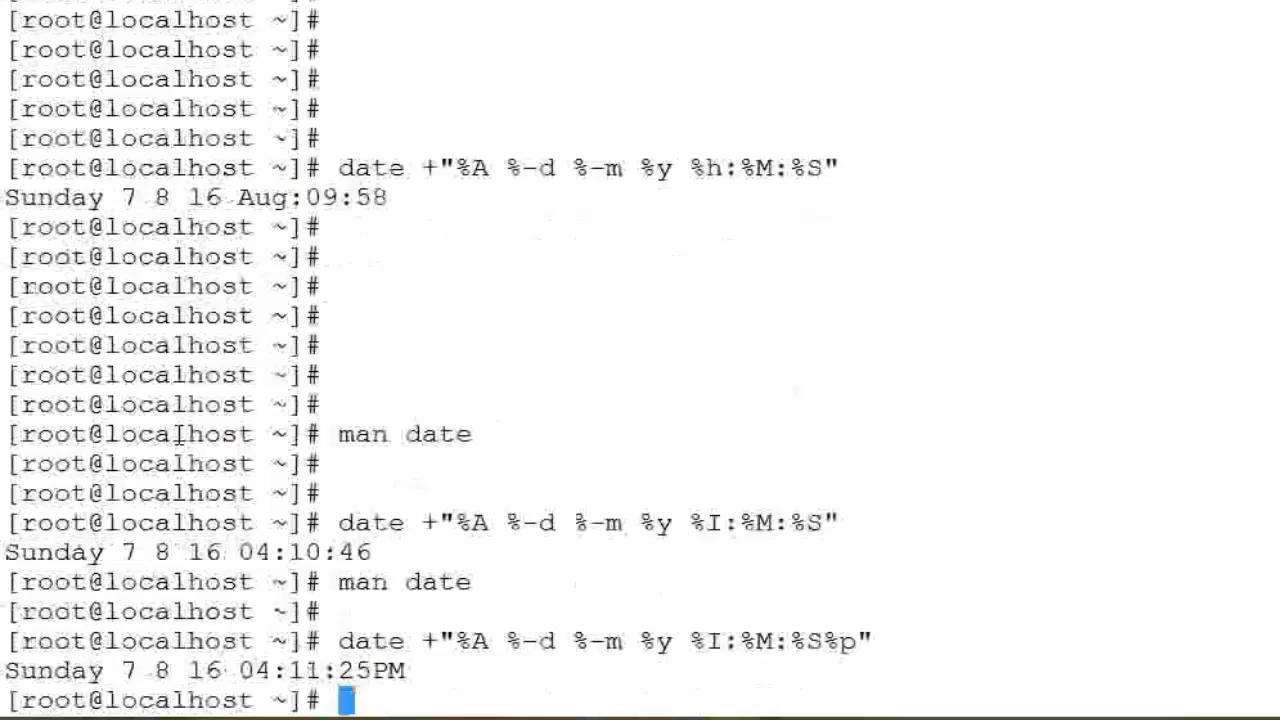 [root@localhost ~]#
[root@localhost ~]#
[root@localhost ~]#
[root@localhost ~]#
[root@localhost ~]#
[root@localhost ~]# date +"%A %-d %-m %y %h:%M:%S"
Sunday 7 8 16 Aug:09:58
[root@localhost ~]#
[root@localhost ~]#
[root@localhost ~]#
[root@localhost ~]#
[root@localhost ~]#
[root@localhost ~]#
[root@localhost ~]#
[root@localhost ~]# man date
[root@localhost ~]#
[root@localhost ~]#
[root@localhost ~]# date +"%A %-d %-m %y %I:%M:%S"
Sunday 7 8 16 04:10:46
[root@localhost ~]# man date
[root@localhost ~]#
[root@localhost ~]# date +"%A %-d %-m %y %I:%M:%S%p"
Sunday 7 8 16 04:11:25PM
[root@localhost ~]#